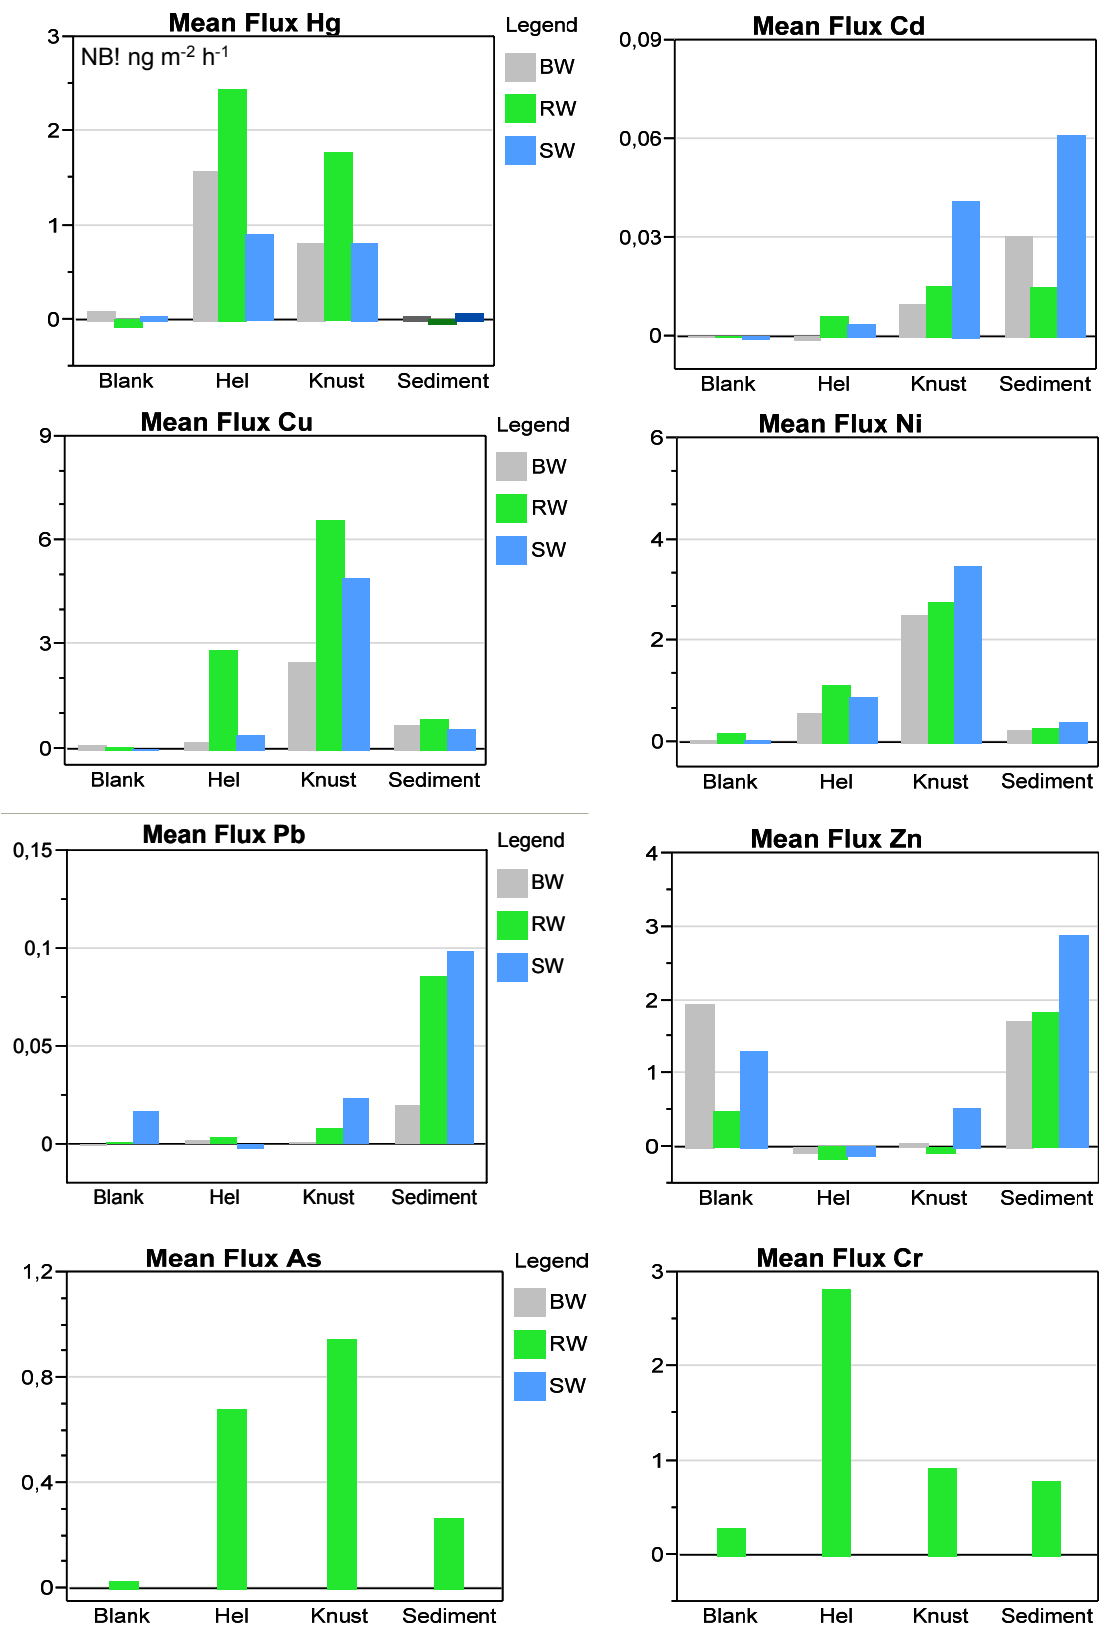 Mean Flux Hg
NB! ng m⁻² h⁻¹
3
2
1
0
Blank Hel Knust Sediment
Legend
BW
RW
SW
Mean Flux Cd
0,09
0,06
0,03
0
Blank Hel Knust Sediment
Mean Flux Cu
9
6
3
0
Blank Hel Knust Sediment
Legend
BW
RW
SW
Mean Flux Ni
6
4
2
0
Blank Hel Knust Sediment
Mean Flux Pb
0,15
0,1
0,05
0
Blank Hel Knust Sediment
Legend
BW
RW
SW
Mean Flux Zn
4
3
2
1
0
Blank Hel Knust Sediment
Mean Flux As
1,2
0,8
0,4
0
Blank Hel Knust Sediment
Legend
BW
RW
SW
Mean Flux Cr
3
2
1
0
Blank Hel Knust Sediment